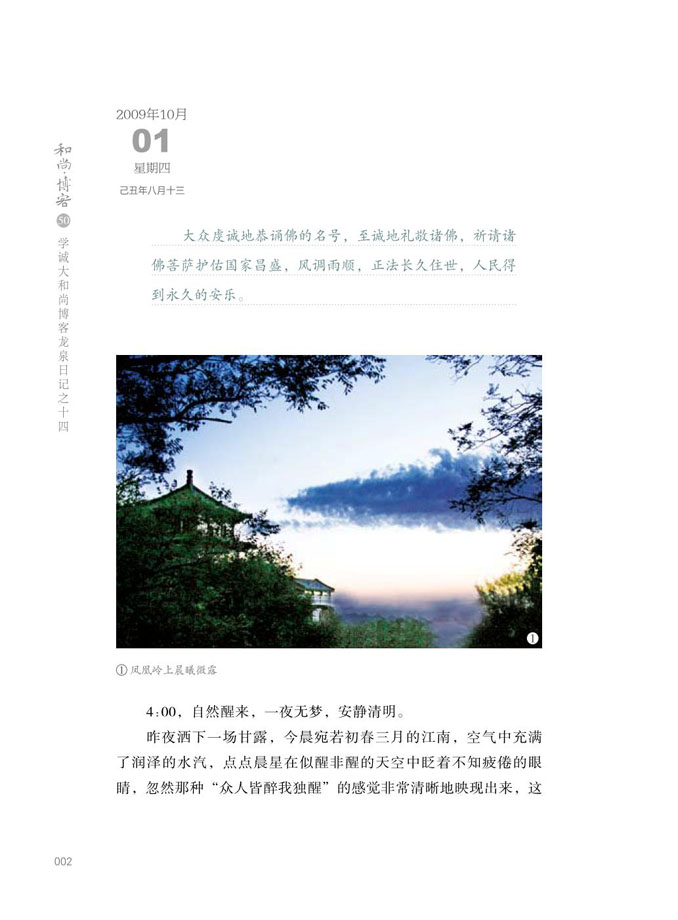 2009年10月
01
星期四
己丑年八月十三
和尚·博客
50
学诚大和尚博客龙泉日记之十四
大众虔诚地恭诵佛的名号，至诚地礼敬诸佛，祈请诸
佛菩萨护佑国家昌盛，风调雨顺，正法长久住世，人民得
到永久的安乐。
1
① 凤凰岭上晨曦微露
4:00，自然醒来，一夜无梦，安静清明。
昨夜洒下一场甘露，今晨宛若初春三月的江南，空气中充满
了润泽的水汽，点点晨星在似醒非醒的天空中眨着不知疲倦的眼
睛，忽然那种“众人皆醉我独醒”的感觉非常清晰地映现出来，这
002